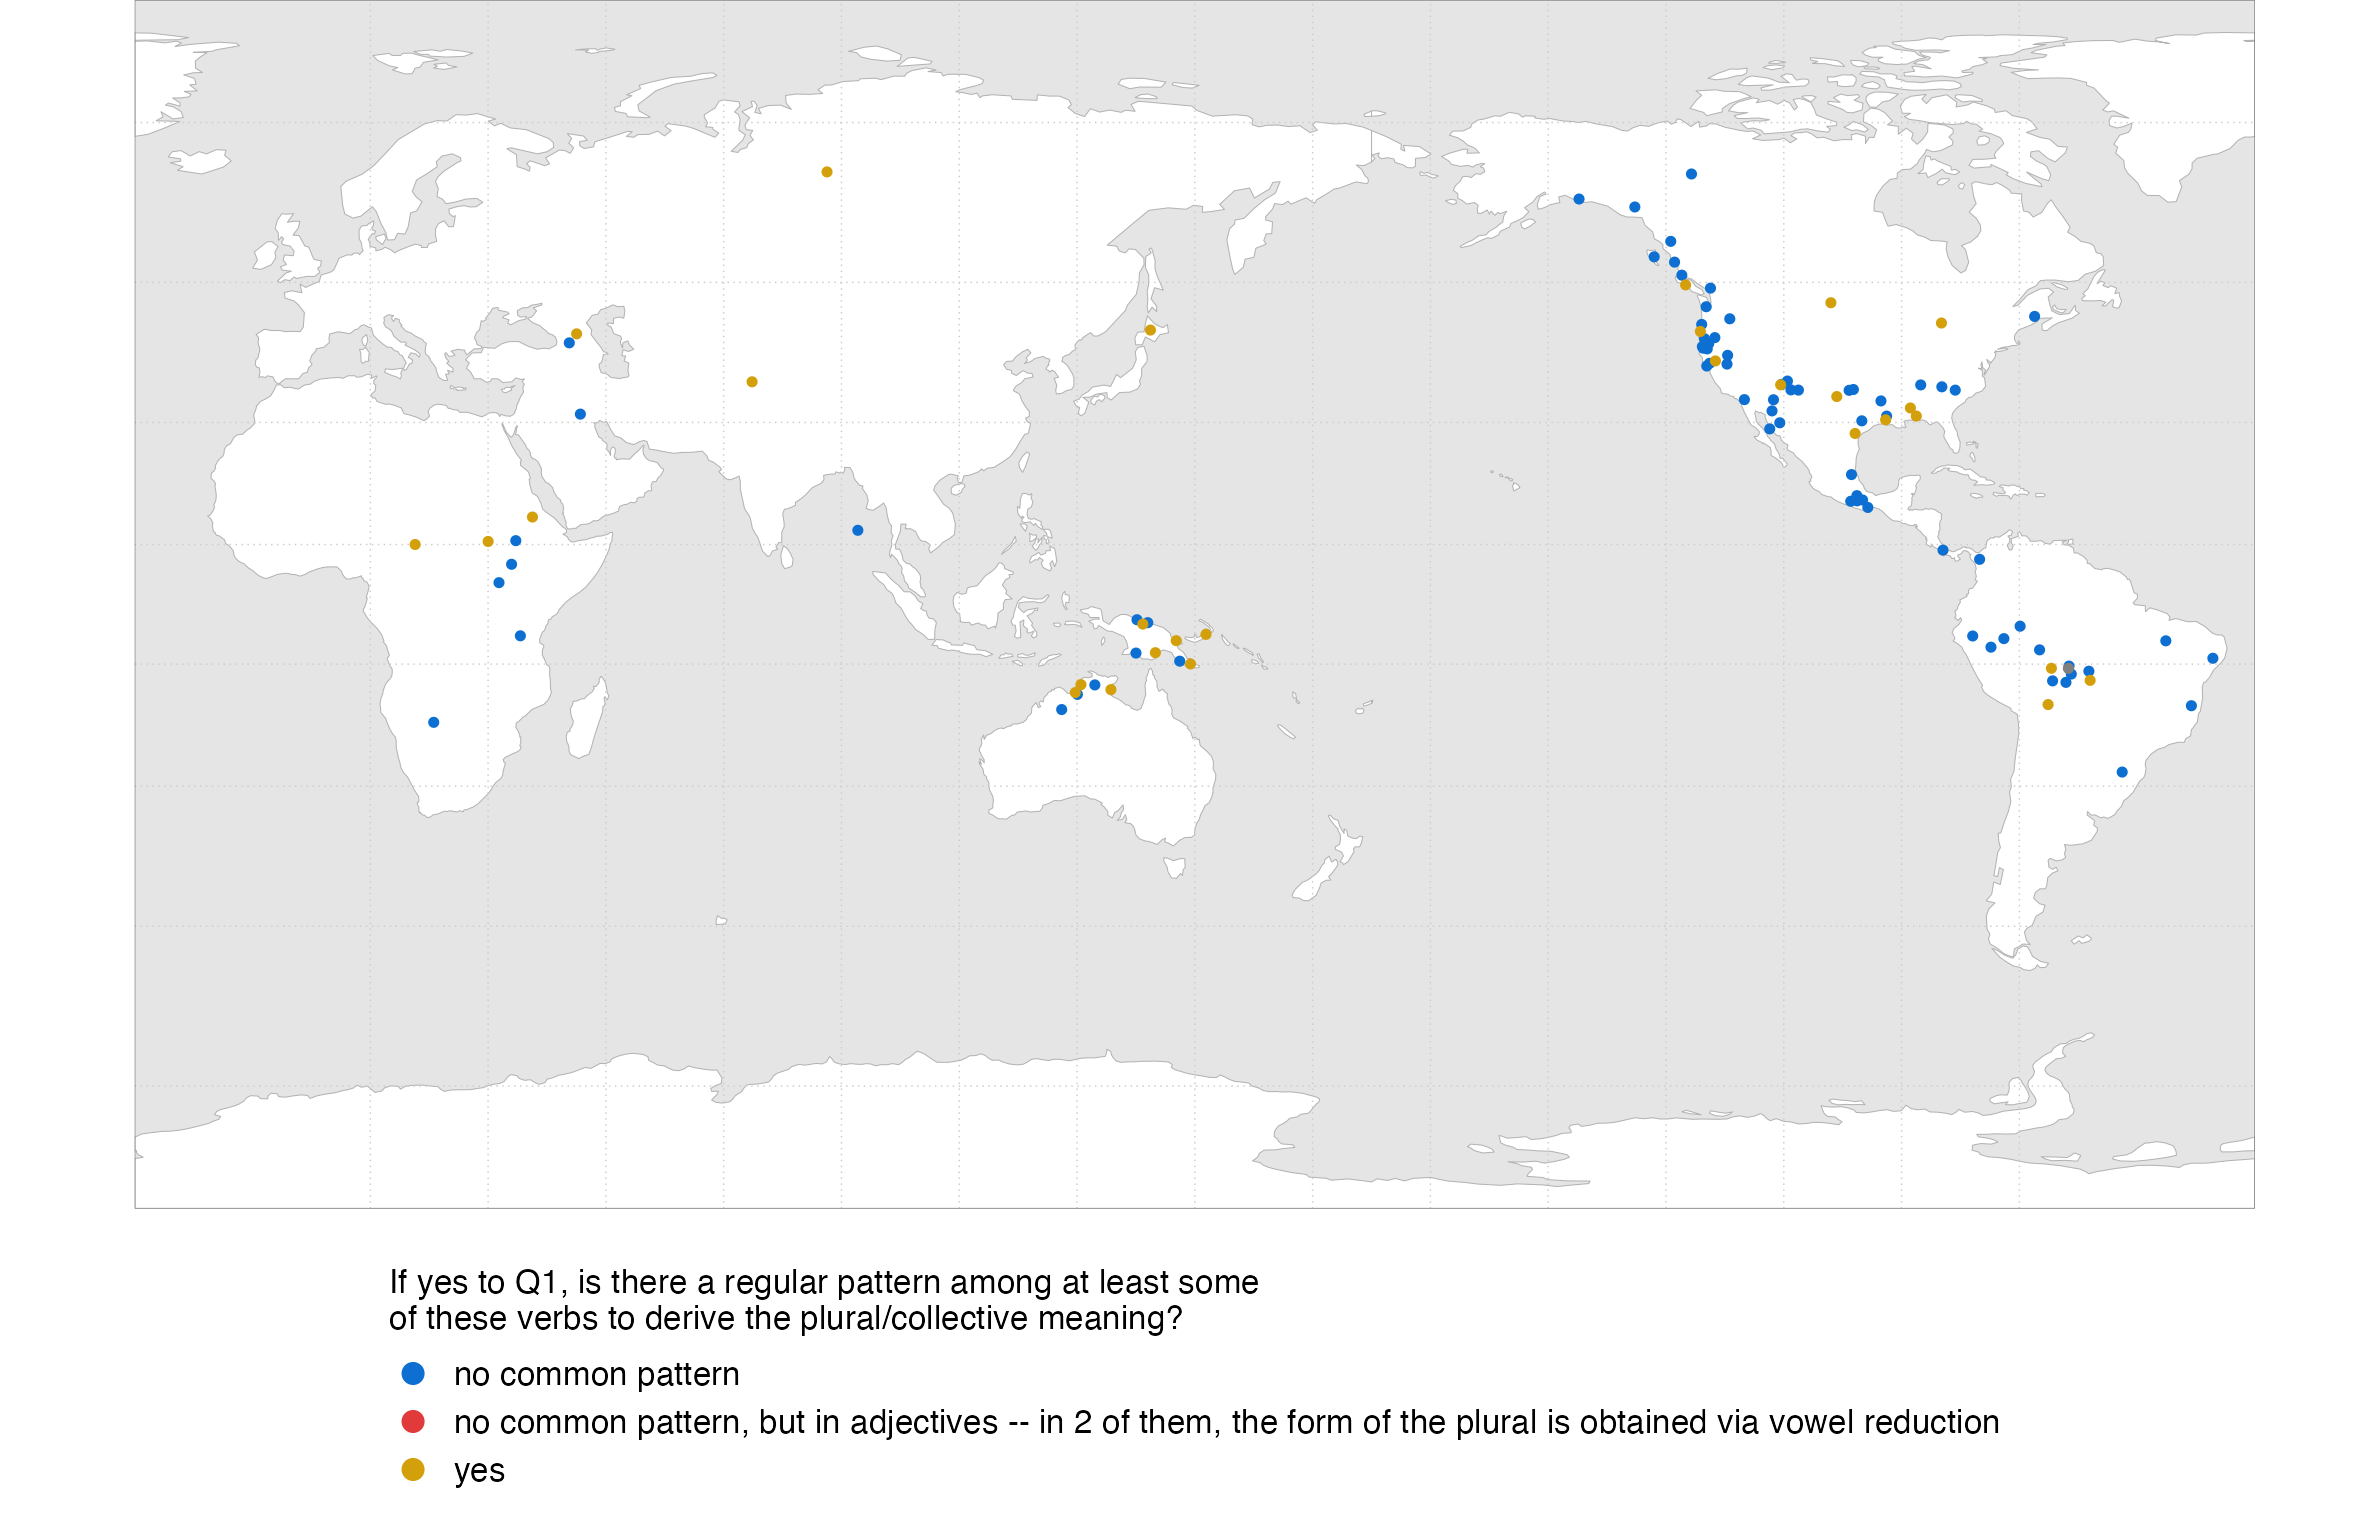 If yes to Q1, is there a regular pattern among at least some
of these verbs to derive the plural/collective meaning?
no common pattern
no common pattern, but in adjectives -- in 2 of them, the form of the plural is obtained via vowel reduction
yes